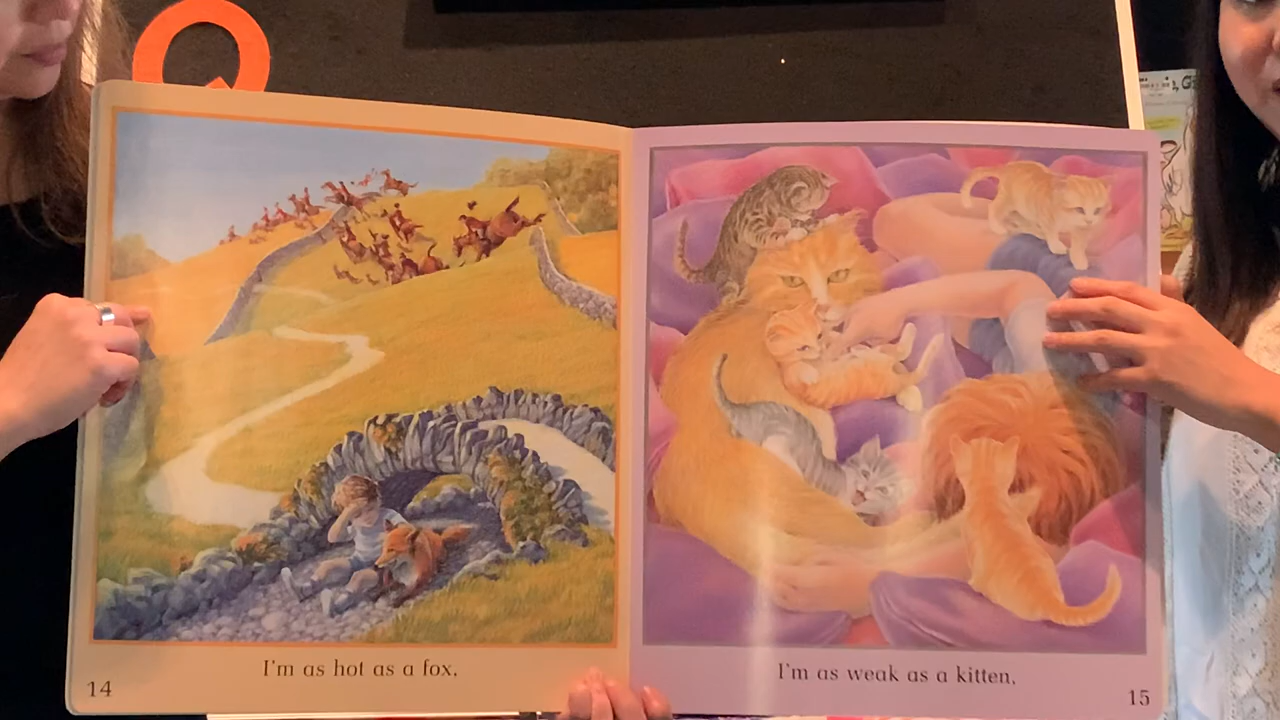 I'm as hot as a fox,
14
I'm as weak as a kitten,
15